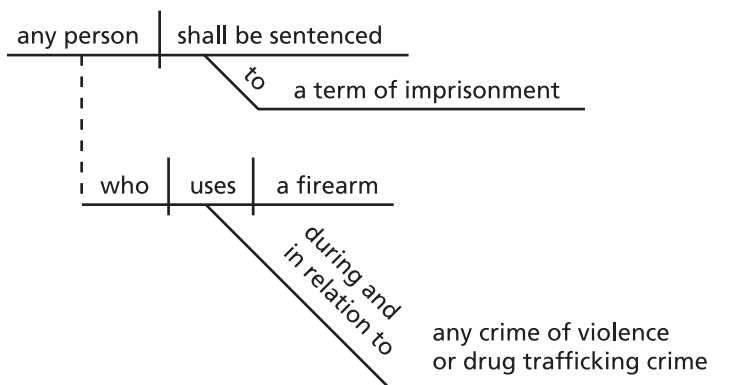 any person shall be sentenced
to a term of imprisonment
who uses a firearm
during and
in relation to
any crime of violence
or drug trafficking crime